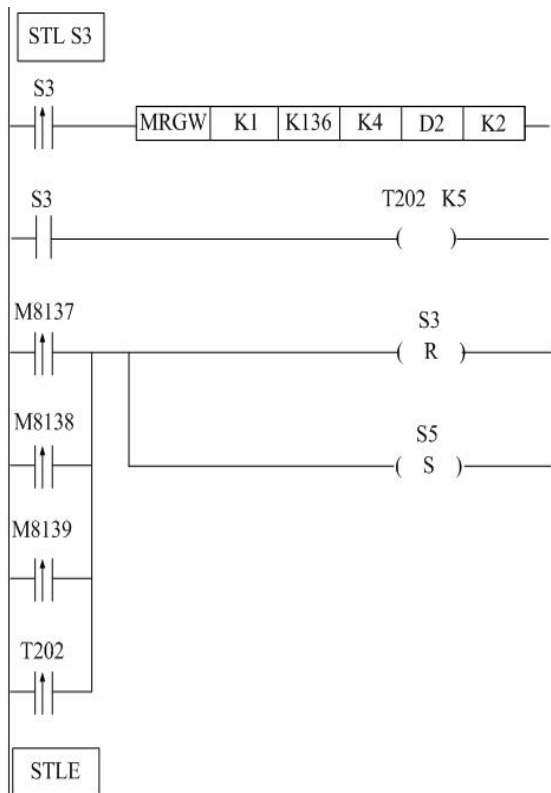 STL S3
S3
MRGW K1 K136 K4 D2 K2
S3
T202 K5
( )
M8137
S3
( R )
M8138
S5
( S )
M8139
T202
STLE